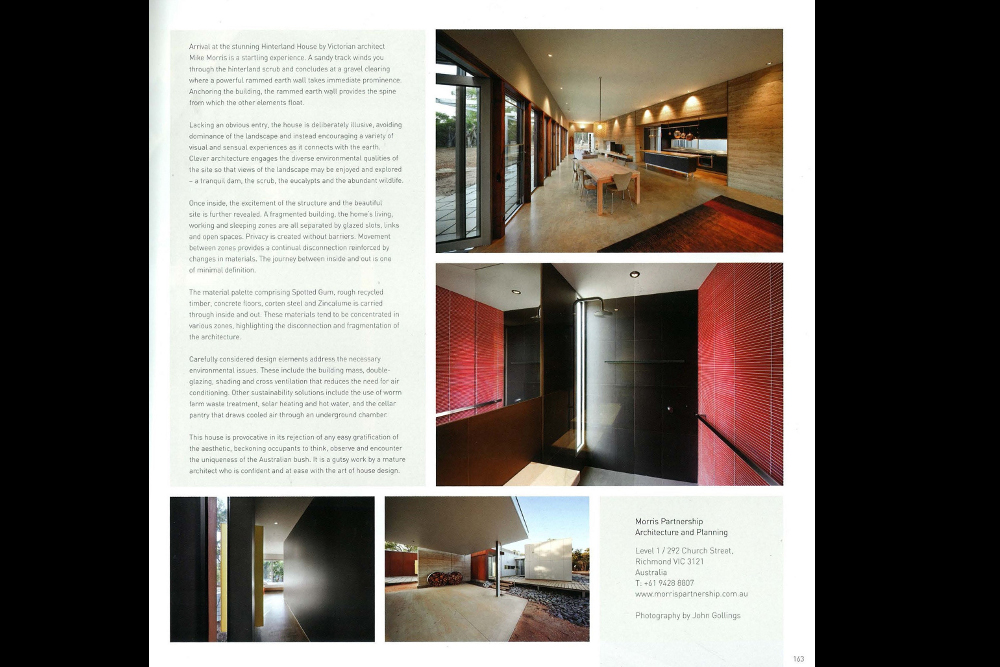 Arrival at the stunning Hinterland House by Victorian architect
Mike Morris is a startling experience. A sandy track winds you
through the hinterland scrub and concludes at a gravel clearing
where a powerful rammed earth wall takes immediate prominence.
Anchoring the building, the rammed earth wall provides the spine
from which the other elements float.
Lacking an obvious entry, the house is deliberately illusive, avoiding
dominance of the landscape and instead encouraging a variety of
visual and sensual experiences as it connects with the earth.
Clever architecture engages the diverse environmental qualities of
the site so that views of the landscape may be enjoyed and explored
– a tranquil dam, the scrub, the eucalypts and the abundant wildlife.
Once inside, the excitement of the structure and the beautiful
site is further revealed. A fragmented building, the home's living,
working and sleeping zones are all separated by glazed slots, links
and open spaces. Privacy is created without barriers. Movement
between zones provides a continual disconnection reinforced by
changes in materials. The journey between inside and out is one
of minimal definition.
The material palette comprising Spotted Gum, rough recycled
timber, concrete floors, corten steel and Zincalume is carried
through inside and out. These materials tend to be concentrated in
various zones, highlighting the disconnection and fragmentation of
the architecture.
Carefully considered design elements address the necessary
environmental issues. These include the building mass, double-
glazing, shading and cross ventilation that reduces the need for air
conditioning. Other sustainability solutions include the use of worm
farm waste treatment, solar heating and hot water, and the cellar
pantry that draws cooled air through an underground chamber.
This house is provocative in its rejection of any easy gratification of
the aesthetic, beckoning occupants to think, observe and encounter
the uniqueness of the Australian bush. It is a gutsy work by a mature
architect who is confident and at ease with the art of house design.
Morris Partnership
Architecture and Planning
Level 1 / 292 Church Street,
Richmond VIC 3121
Australia
T: +61 9428 8807
www.morrispartnership.com.au
Photography by John Gollings
163